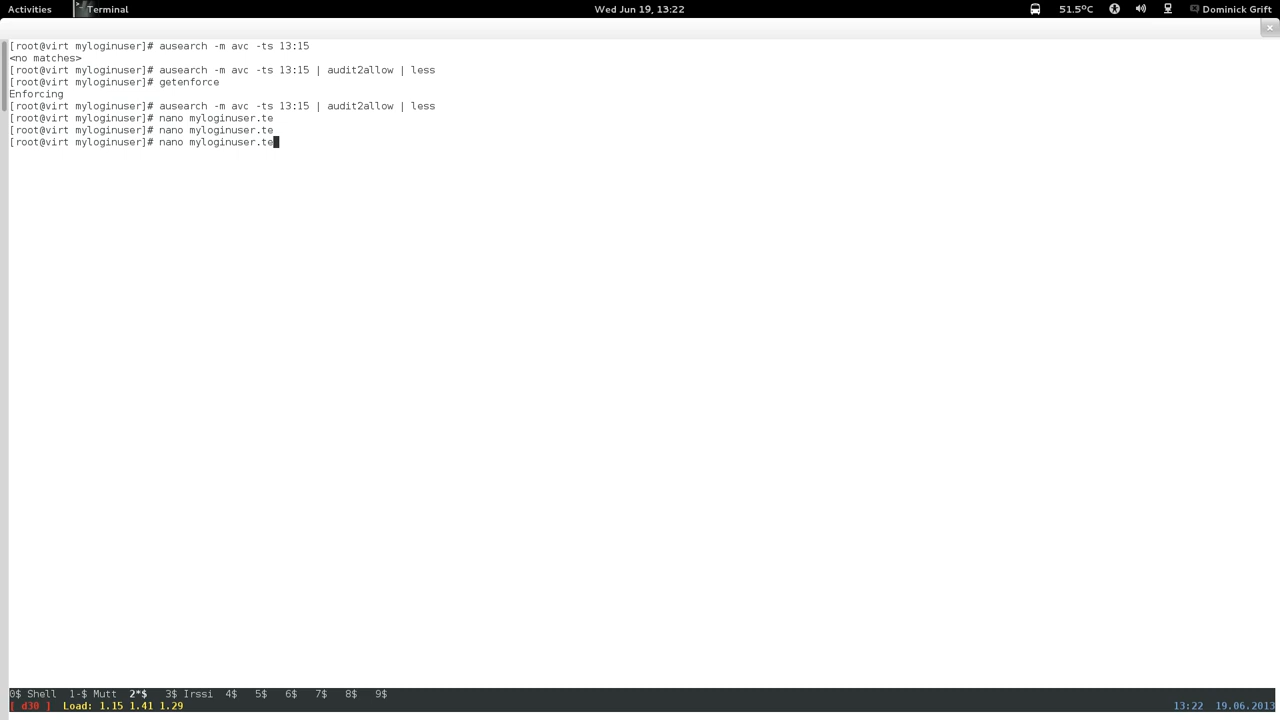 Activities Terminal Wed Jun 19, 13:22 51.5°C Dominick Grift
[root@virt myloginuser]# ausearch -m avc -ts 13:15
<no matches>
[root@virt myloginuser]# ausearch -m avc -ts 13:15 | audit2allow | less
[root@virt myloginuser]# getenforce
Enforcing
[root@virt myloginuser]# ausearch -m avc -ts 13:15 | audit2allow | less
[root@virt myloginuser]# nano myloginuser.te
[root@virt myloginuser]# nano myloginuser.te
[root@virt myloginuser]# nano myloginuser.te
0$ Shell 1-$ Mutt 2*$ 3$ Irssi 4$ 5$ 6$ 7$ 8$ 9$
[ d30 ] Load: 1.15 1.41 1.29 13:22 19.06.2013